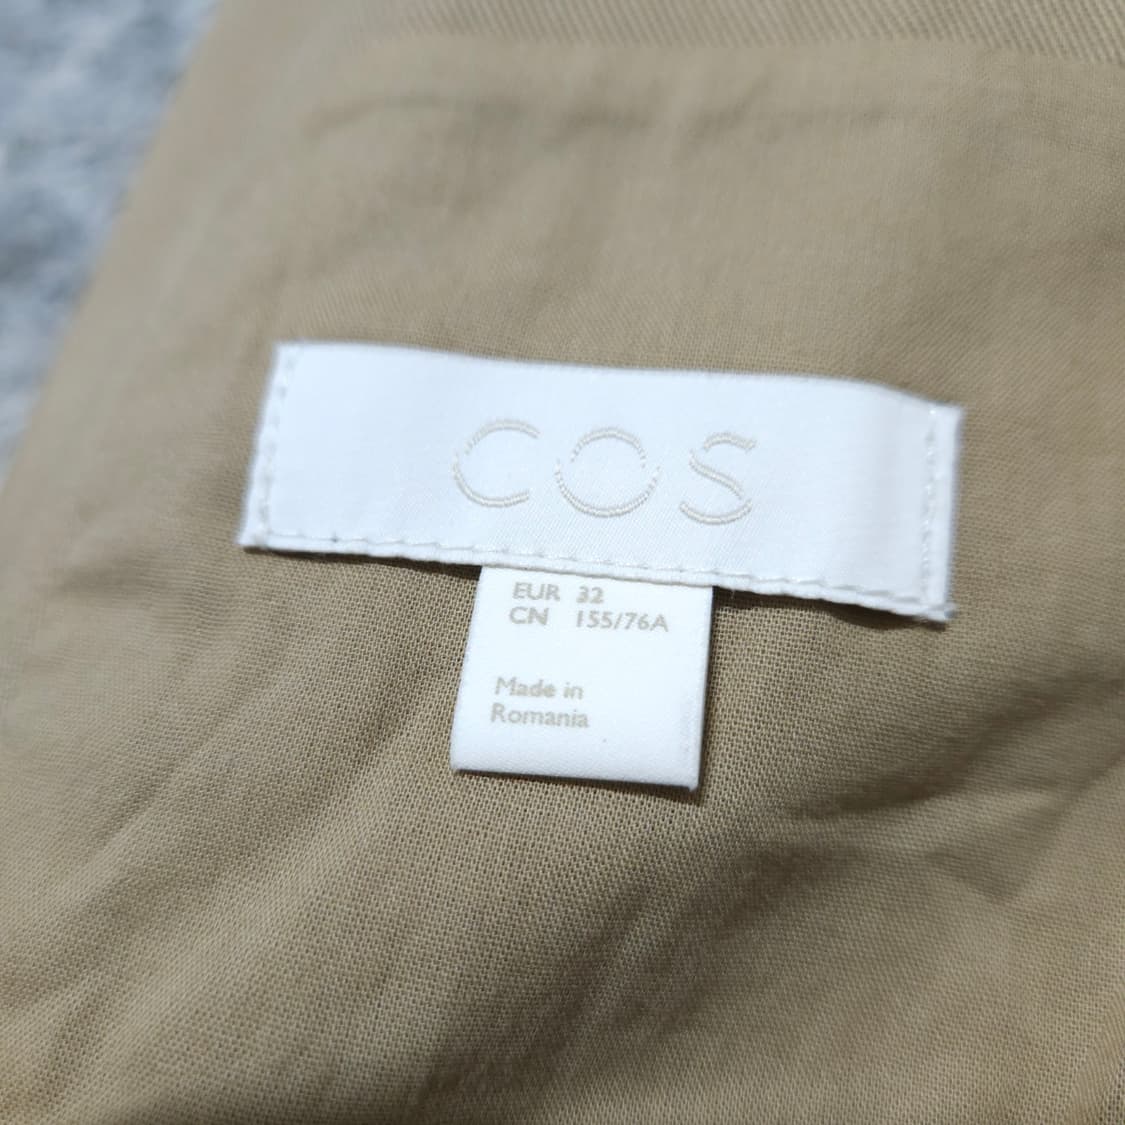 COS
EUR 32
CN 155/76A
Made in
Romania